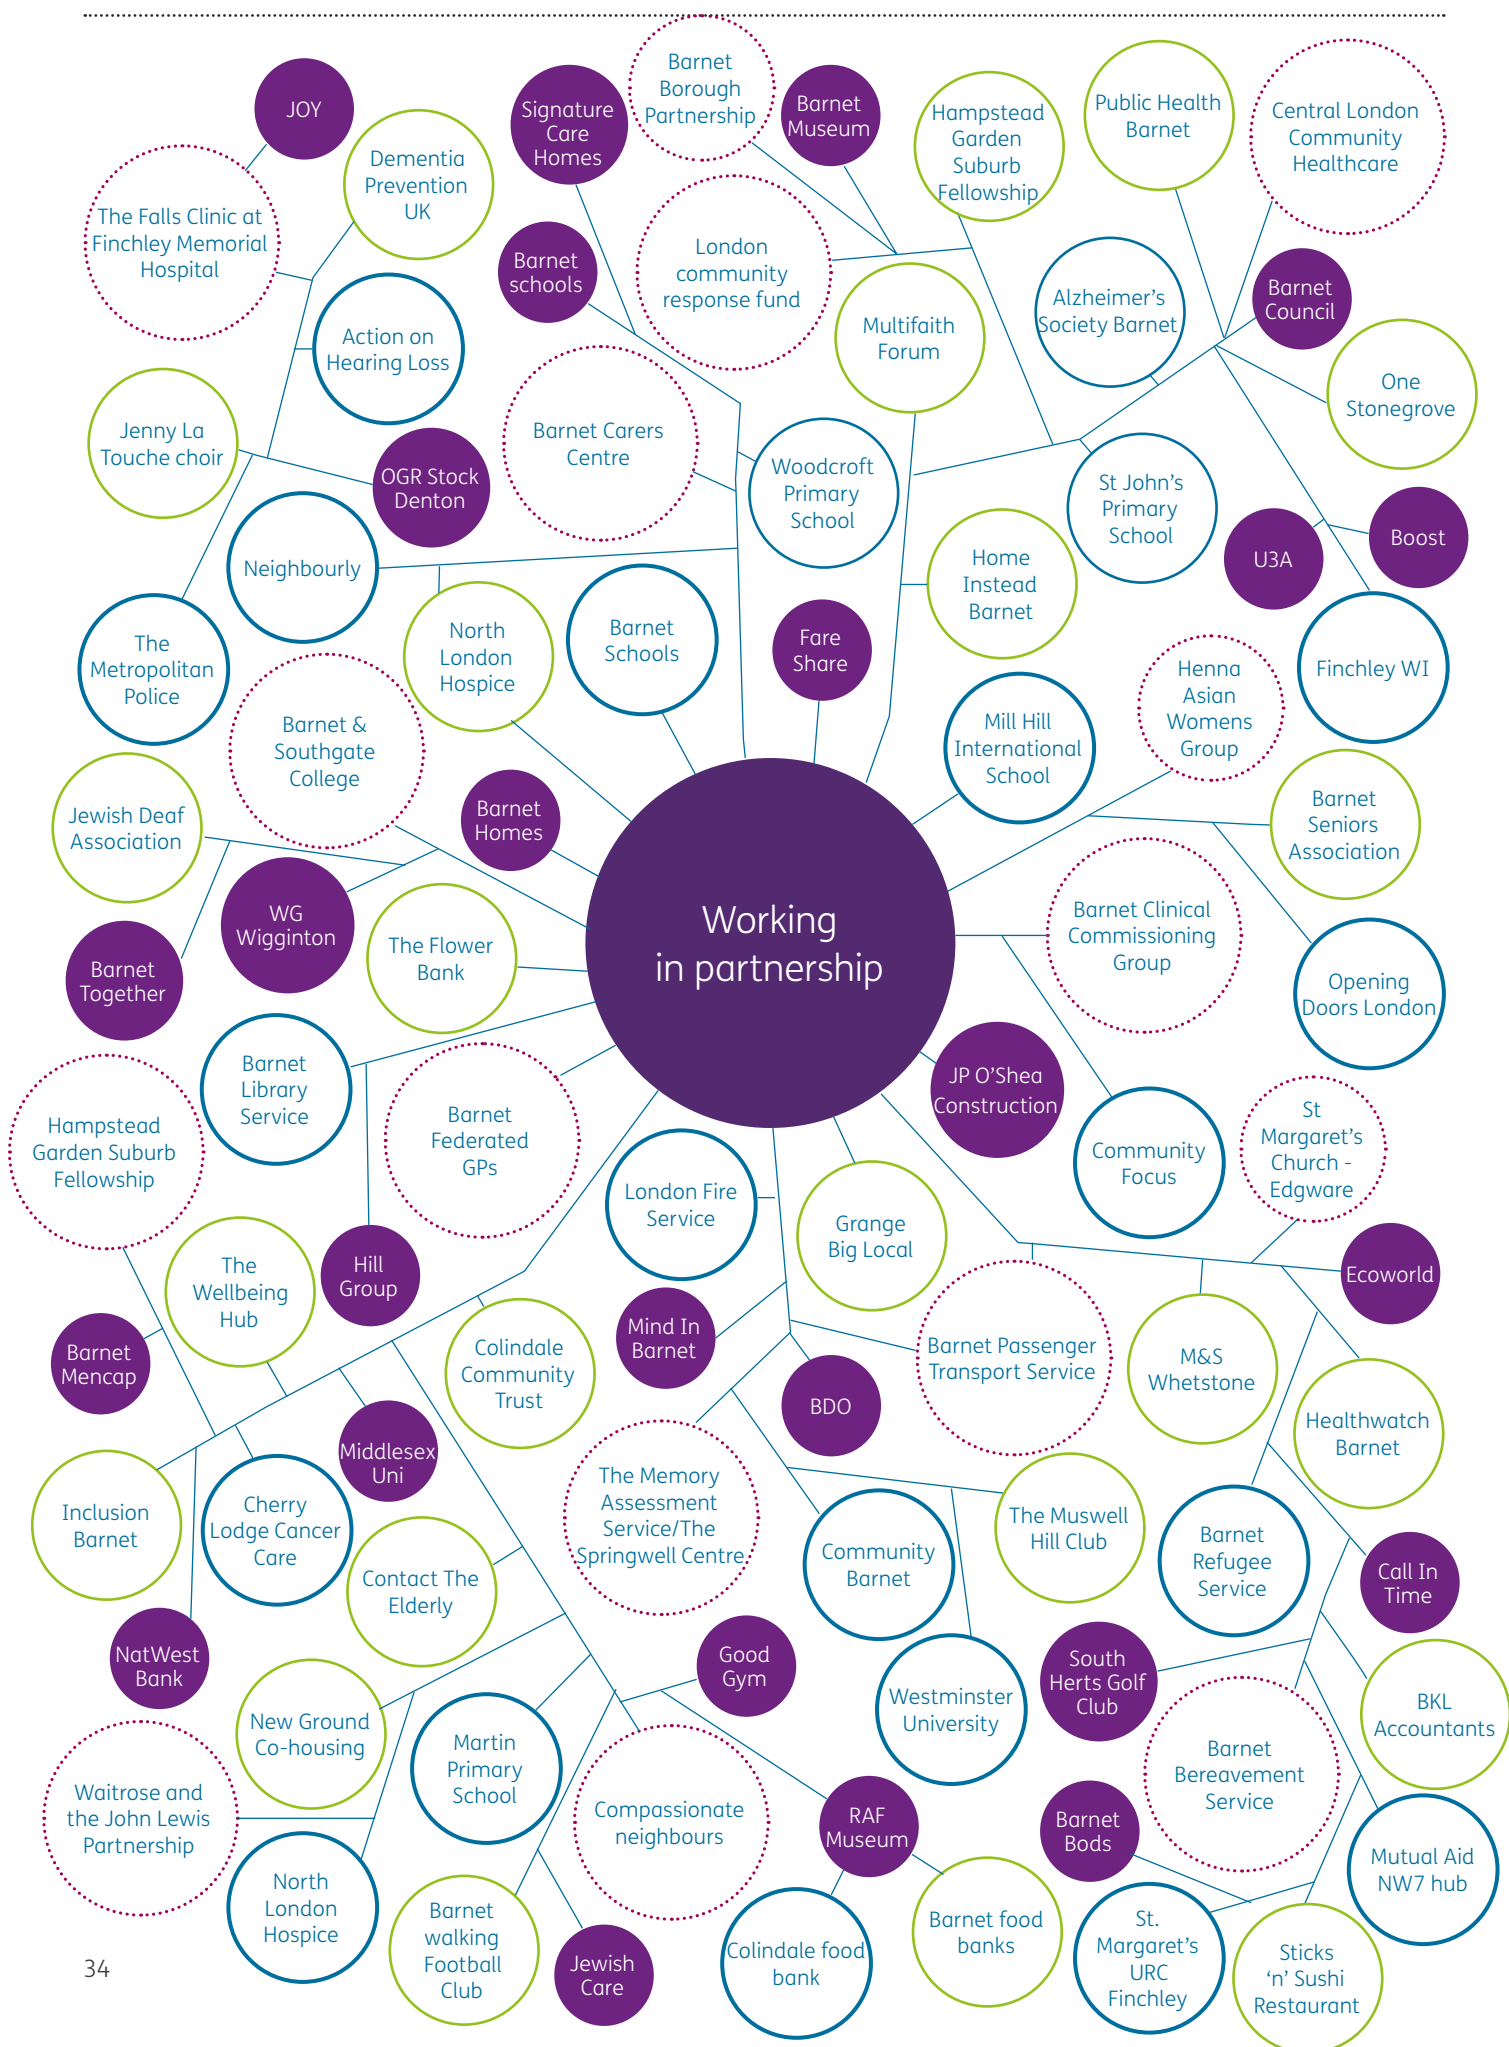 JOY
Signature
Care
Homes
Barnet
Borough
Partnership
Barnet
Museum
Hampstead
Garden
Suburb
Fellowship
Public Health
Barnet
Central London
Community
Healthcare
Dementia
Prevention
UK
The Falls Clinic at
Finchley Memorial
Hospital
Barnet
schools
London
community
response fund
Multifaith
Forum
Alzheimer's
Society Barnet
Barnet
Council
Action on
Hearing Loss
One
Stonegrove
Jenny La
Touche choir
OGR Stock
Denton
Barnet Carers
Centre
Woodcroft
Primary
School
St John's
Primary
School
Boost
U3A
Neighbourly
Home
Instead
Barnet
The
Metropolitan
Police
North
London
Hospice
Barnet
Schools
Fare
Share
Henna
Asian
Womens
Group
Finchley WI
Barnet &
Southgate
College
Mill Hill
International
School
Jewish Deaf
Association
Barnet
Homes
Barnet
Seniors
Association
WG
Wigginton
The Flower
Bank
Working
in partnership
Barnet Clinical
Commissioning
Group
Barnet
Together
Opening
Doors London
Barnet
Library
Service
JP O'Shea
Construction
Hampstead
Garden Suburb
Fellowship
Barnet
Federated
GPs
Community
Focus
St
Margaret's
Church -
Edgware
London Fire
Service
Grange
Big Local
The
Wellbeing
Hub
Hill
Group
Ecoworld
Barnet
Mencap
Colindale
Community
Trust
Mind In
Barnet
Barnet Passenger
Transport Service
M&S
Whetstone
BDO
Healthwatch
Barnet
Middlesex
Uni
Inclusion
Barnet
Cherry
Lodge Cancer
Care
The Memory
Assessment
Service/The
Springwell Centre
The Muswell
Hill Club
Community
Barnet
Barnet
Refugee
Service
Call In
Time
Contact The
Elderly
NatWest
Bank
Good
Gym
South
Herts Golf
Club
Westminster
University
BKL
Accountants
New Ground
Co-housing
Martin
Primary
School
Barnet
Bereavement
Service
Waitrose and
the John Lewis
Partnership
Compassionate
neighbours
RAF
Museum
Barnet
Bods
Mutual Aid
NW7 hub
North
London
Hospice
Barnet
walking
Football
Club
Jewish
Care
Colindale food
bank
Barnet food
banks
St.
Margaret's
URC
Finchley
Sticks
'n' Sushi
Restaurant
34